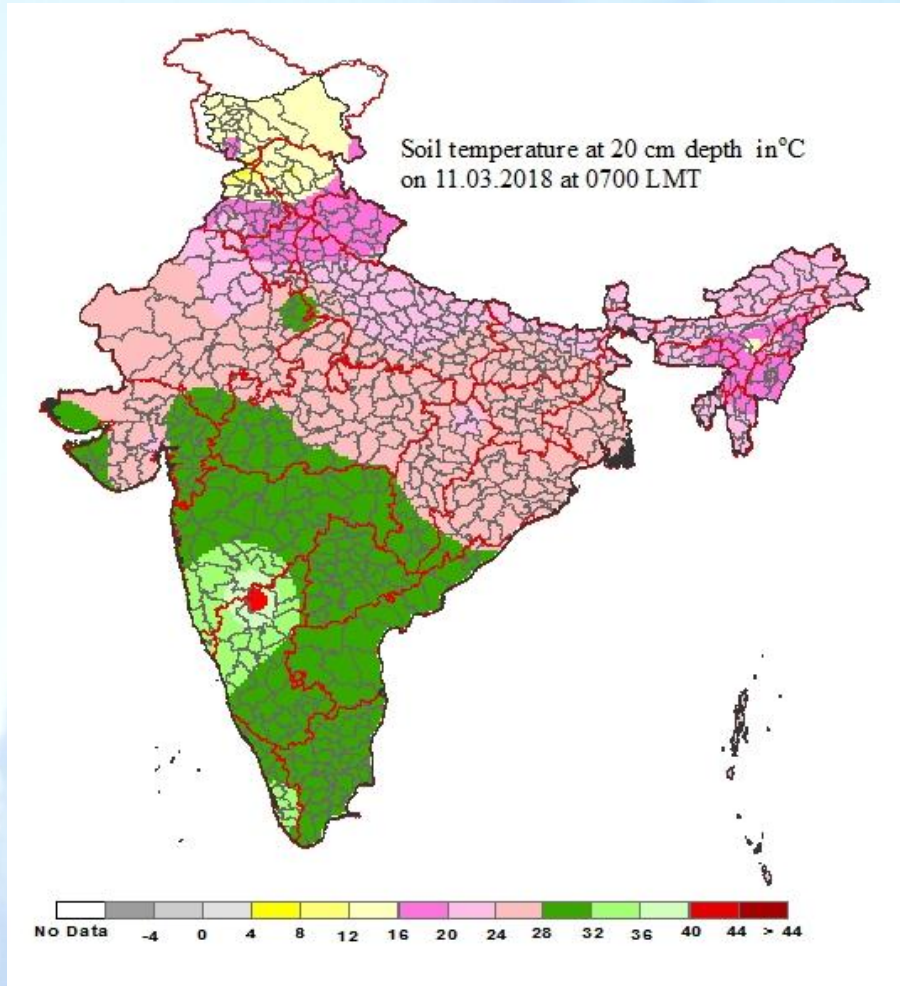 Soil temperature at 20 cm depth in°C
on 11.03.2018 at 0700 LMT
No Data -4 0 4 8 12 16 20 24 28 32 36 40 44 > 44